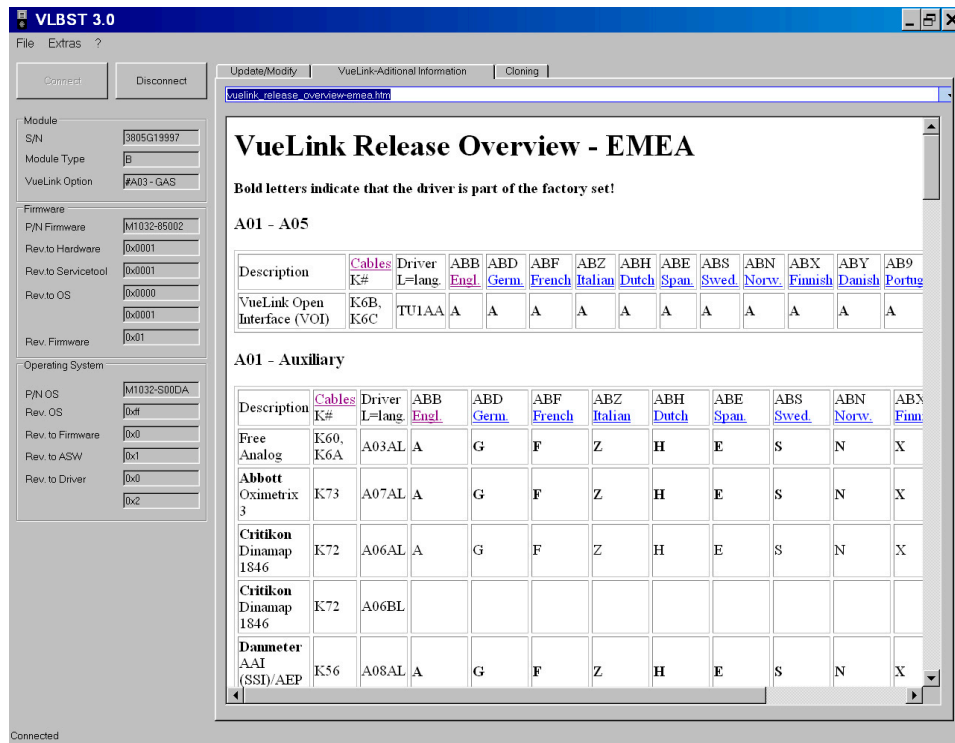 VLBST 3.0
File Extras ?
Connect Disconnect
Update/Modify VueLink-Aditional Information Cloning
vuelink_release_overview-emea.htm
Module
S/N 3805G19997
Module Type B
VueLink Option #A03 - GAS
Firmware
P/N Firmware M1032-85002
Rev.to Hardware 0x0001
Rev.to Servicetool 0x0001
Rev.to OS 0x0000
0x0001
Rev. Firmware 0x01
Operating System
P/N OS M1032-S00DA
Rev. OS 0xff
Rev. to Firmware 0x0
Rev. to ASW 0x1
Rev. to Driver 0x0
0x2
VueLink Release Overview - EMEA
Bold letters indicate that the driver is part of the factory set!
A01 - A05
Description Cables Driver ABB ABD ABF ABZ ABH ABE ABS ABN ABX ABY AB9
K# L=lang. Engl. Germ. French Italian Dutch Span. Swed. Norw. Finnish Danish Portug
VueLink Open K6B, TU1AA A A A A A A A A A A A
Interface (VOI) K6C
A01 - Auxiliary
Description Cables Driver ABB ABD ABF ABZ ABH ABE ABS ABN ABX
K# L=lang. Engl. Germ. French Italian Dutch Span. Swed. Norw. Finn
Free K60, A03AL A G F Z H E S N X
Analog K6A
Abbott
Oximetrix K73 A07AL A G F Z H E S N X
3
Critikon
Dinamap K72 A06AL A G F Z H E S N X
1846
Critikon
Dinamap K72 A06BL
1846
Danmeter
AAI K56 A08AL A G F Z H E S N X
(SSI)/AEP
Connected